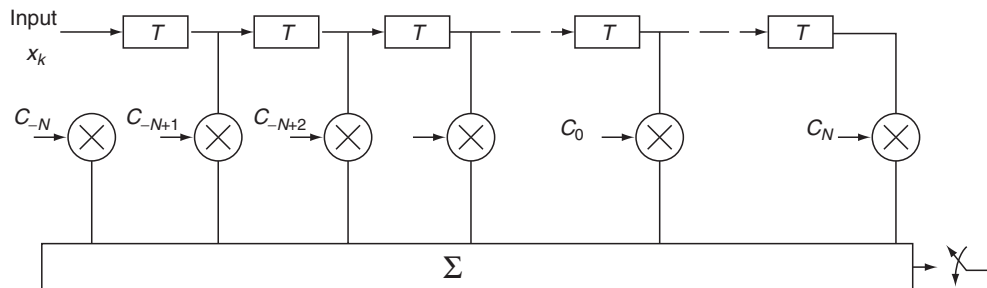 Input
x_k
T T T T T
C_{-N} C_{-N+1} C_{-N+2} C_0 C_N
Σ